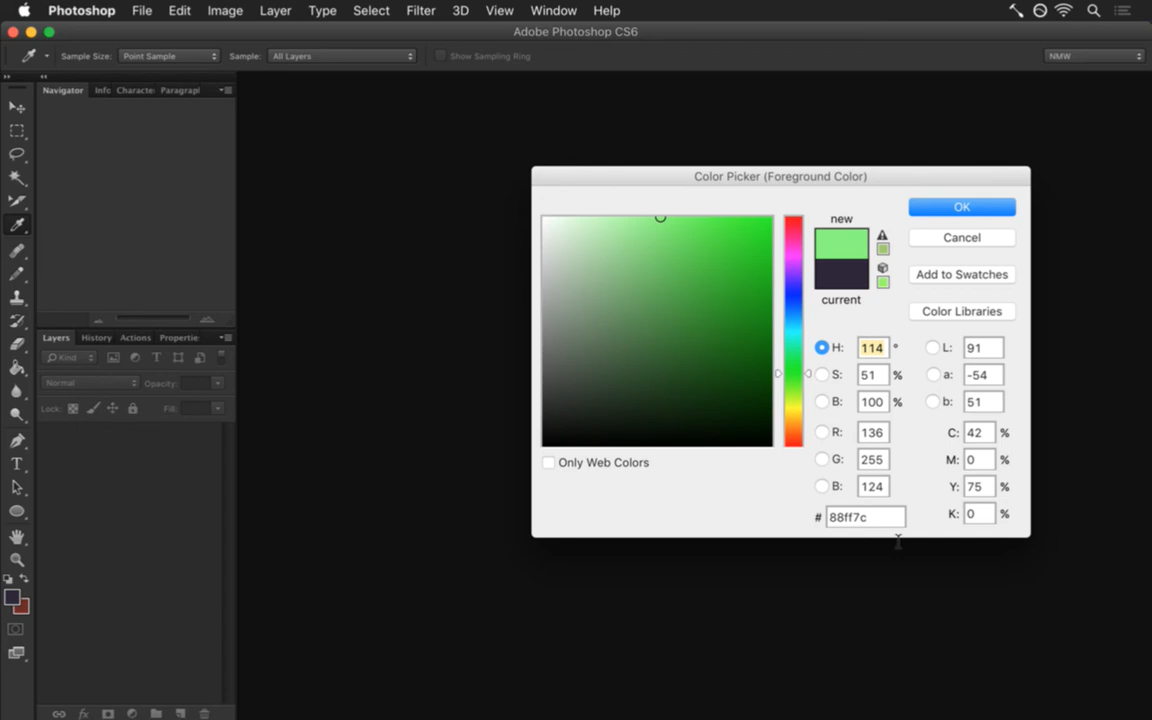 Photoshop File Edit Image Layer Type Select Filter 3D View Window Help
Adobe Photoshop CS6
Sample Size: Point Sample Sample: All Layers Show Sampling Ring NMW
Navigator Info Characte Paragrapl
Color Picker (Foreground Color)
new
OK
Cancel
Add to Swatches
current
Color Libraries
Layers History Actions Propertie
Kind T
Normal Opacity:
Lock: Fill:
H: 114 ° L: 91
S: 51 % a: -54
B: 100 % b: 51
R: 136 C: 42 %
G: 255 M: 0 %
B: 124 Y: 75 %
# 88ff7c K: 0 %
Only Web Colors
T
fx